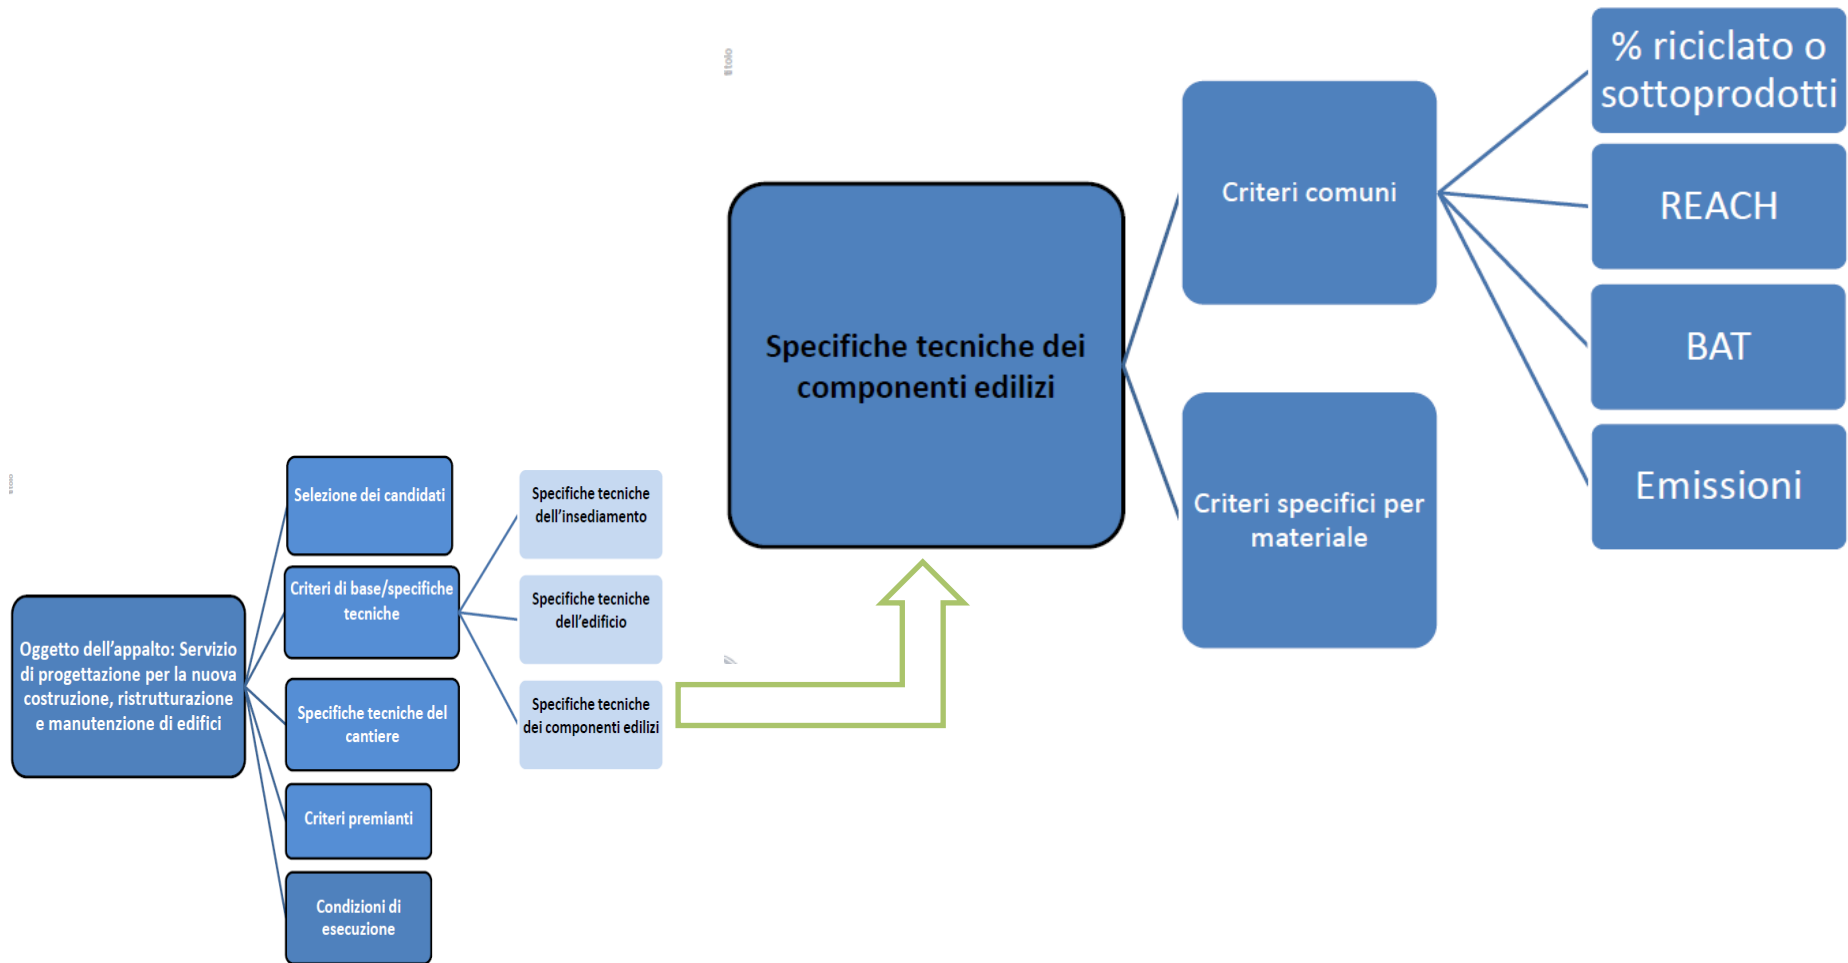 Oggetto dell'appalto: Servizio
di progettazione per la nuova
costruzione, ristrutturazione
e manutenzione di edifici
Selezione dei candidati
Criteri di base/specifiche
tecniche
Specifiche tecniche del
cantiere
Criteri premianti
Condizioni di
esecuzione
Specifiche tecniche
dell'insediamento
Specifiche tecniche
dell'edificio
Specifiche tecniche
dei componenti edilizi
Specifiche tecniche dei
componenti edilizi
Criteri comuni
Criteri specifici per
materiale
% riciclato o
sottoprodotti
REACH
BAT
Emissioni